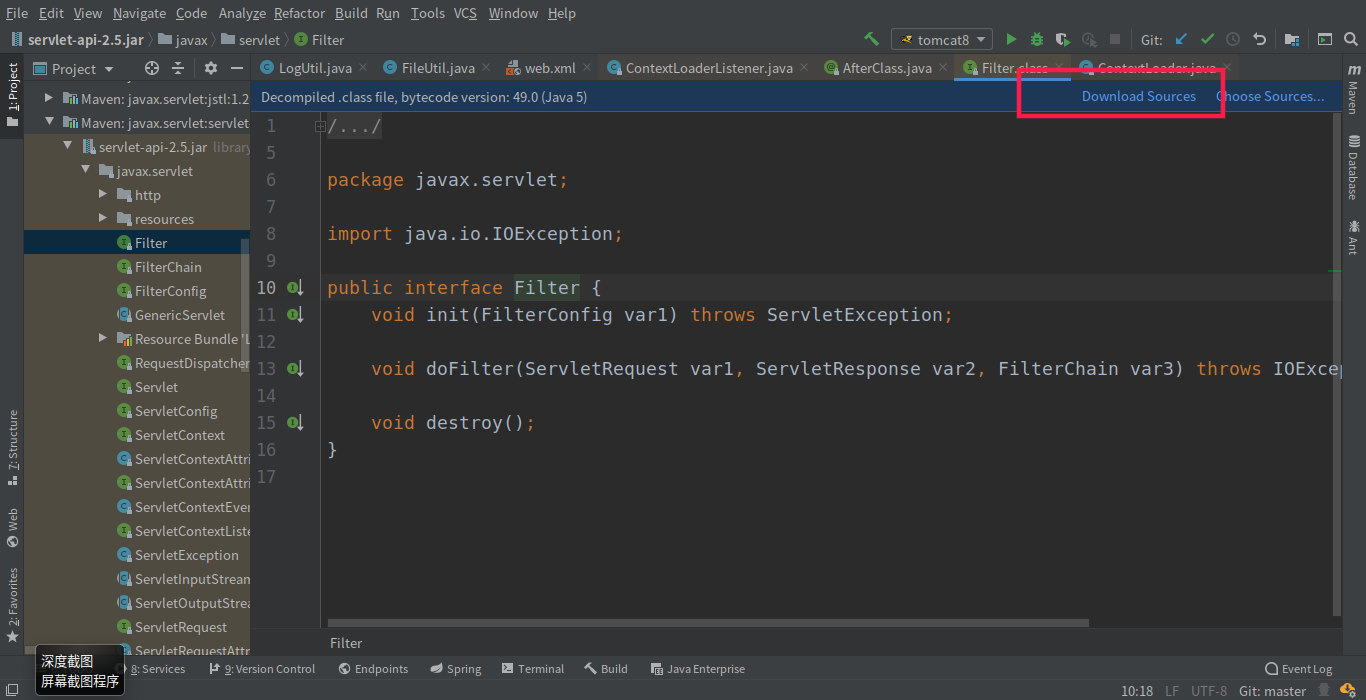 File Edit View Navigate Code Analyze Refactor Build Run Tools VCS Window Help
servlet-api-2.5.jar javax servlet Filter tomcat8 Git:
1: Project
Project
LogUtil.java FileUtil.java web.xml ContextLoaderListener.java AfterClass.java Filter.class ContextLoader.java
Maven: javax.servlet:jstl:1.2
Maven: javax.servlet:servlet
servlet-api-2.5.jar library
javax.servlet
http
resources
Filter
FilterChain
FilterConfig
GenericServlet
Resource Bundle 'L
RequestDispatcher
Servlet
ServletConfig
ServletContext
ServletContextAttri
ServletContextAttri
ServletContextEver
ServletContextListe
ServletException
ServletInputStream
ServletOutputStrea
ServletRequest
ServletRequestAttr
Decompiled .class file, bytecode version: 49.0 (Java 5) Download Sources Choose Sources...
1 /.../
5
6 package javax.servlet;
7
8 import java.io.IOException;
9
10 public interface Filter {
11 void init(FilterConfig var1) throws ServletException;
12
13 void doFilter(ServletRequest var1, ServletResponse var2, FilterChain var3) throws IOExcep
14
15 void destroy();
16 }
17
Filter
Maven
Database
Ant
7: Structure
Web
2: Favorites
深度截图
屏幕截图程序
8: Services 9: Version Control Endpoints Spring Terminal Build Java Enterprise Event Log
10:18 LF UTF-8 Git: master